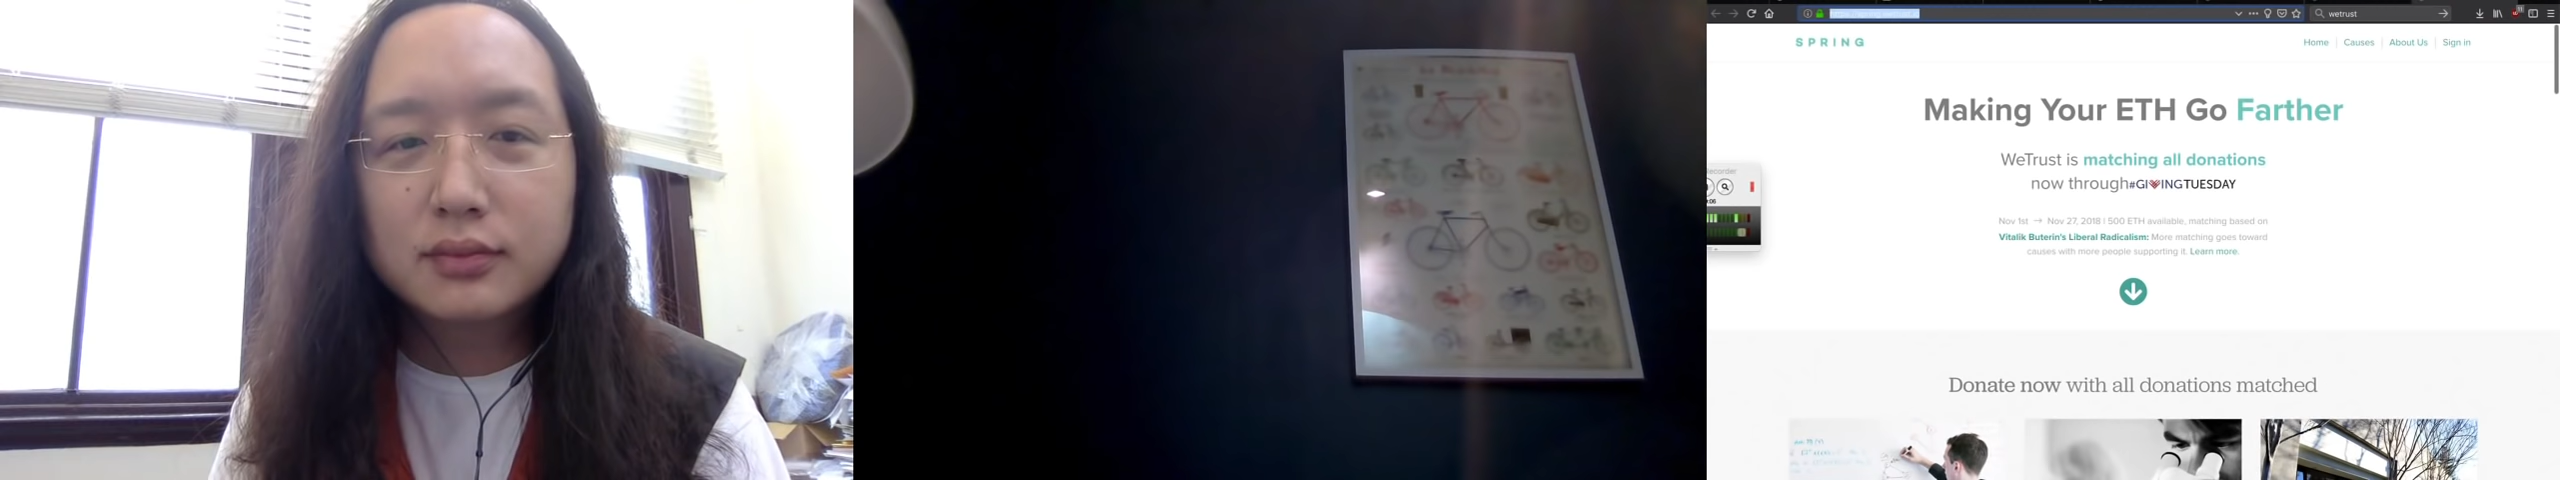 wetrust
SPRING
Home
Causes
About Us
Sign in
Making Your ETH Go Farther
WeTrust is matching all donations
now through #GIVINGTUESDAY
Nov 1st → Nov 27, 2018 | 500 ETH available, matching based on
Vitalik Buterin's Liberal Radicalism: More matching goes toward
causes with more people supporting it. Learn more.
Donate now with all donations matched